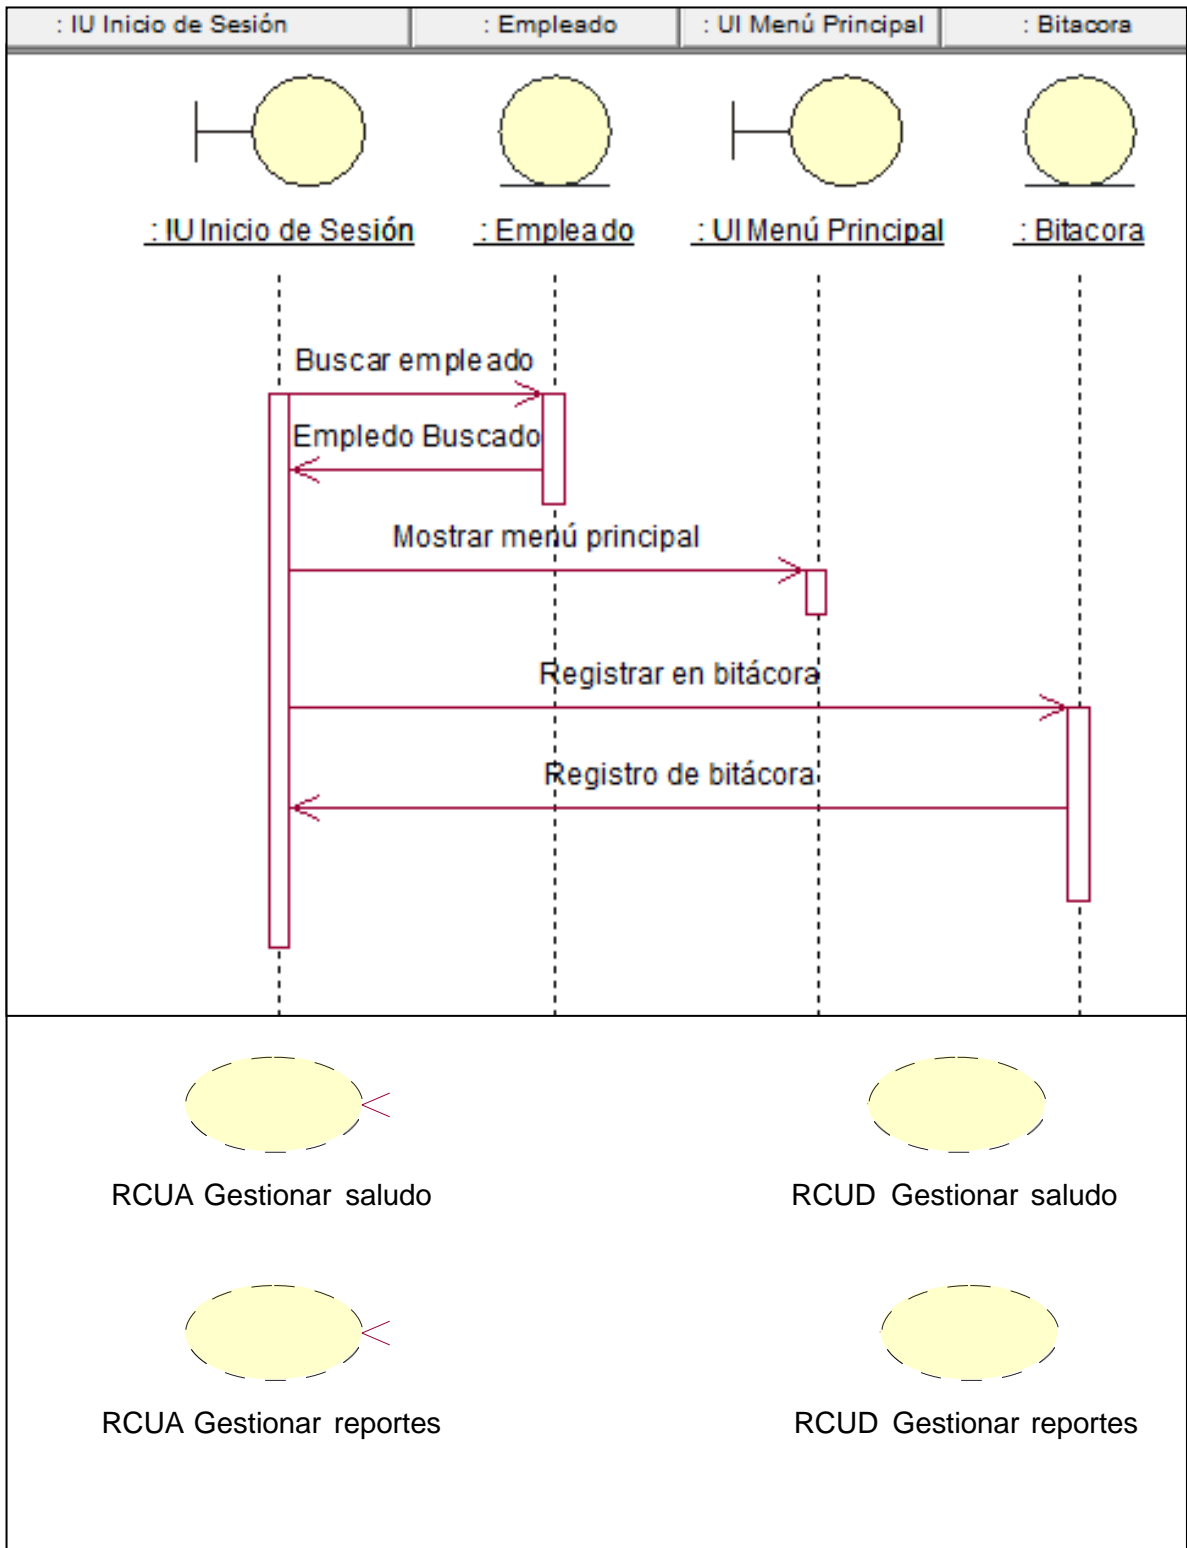 : IU Inicio de Sesión
: Empleado
: UI Menú Principal
: Bitacora
: IU Inicio de Sesión
: Empleado
: UI Menú Principal
: Bitacora
Buscar empleado
Empledo Buscado
Mostrar menú principal
Registrar en bitácora
Registro de bitácora
RCUA Gestionar saludo
RCUD Gestionar saludo
RCUA Gestionar reportes
RCUD Gestionar reportes